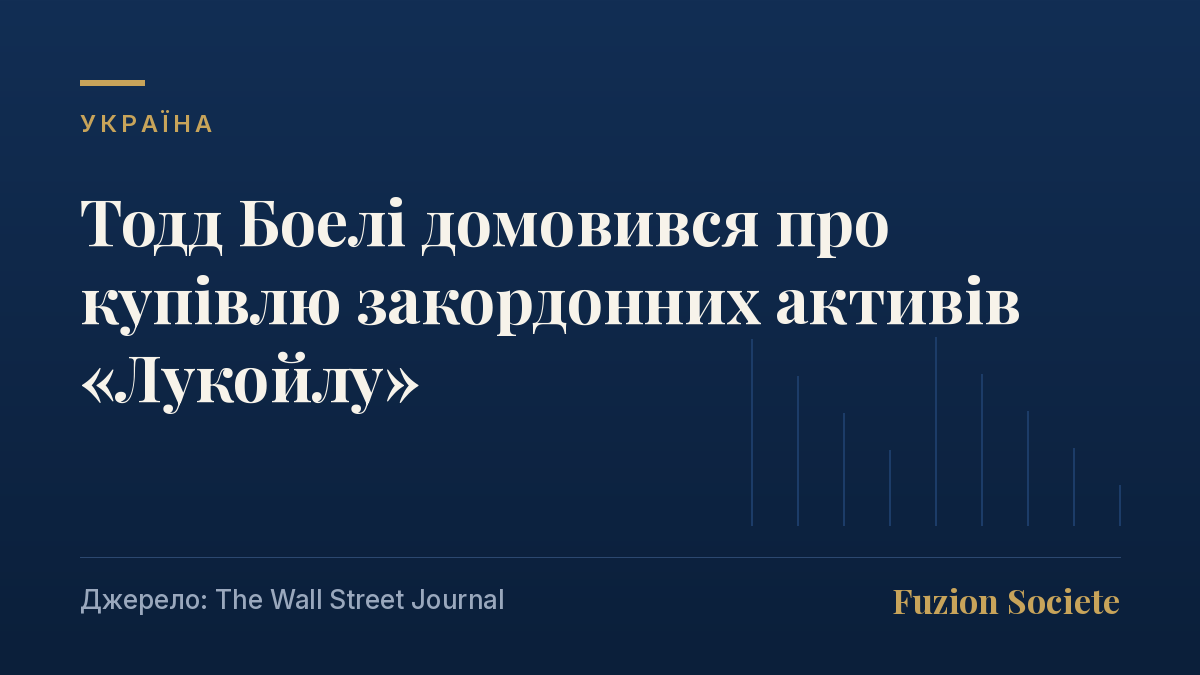 УКРАЇНА
Тодд Боелі домовився про
купівлю закордонних активів
«Лукойлу»
Джерело: The Wall Street Journal
Fuzion Societe